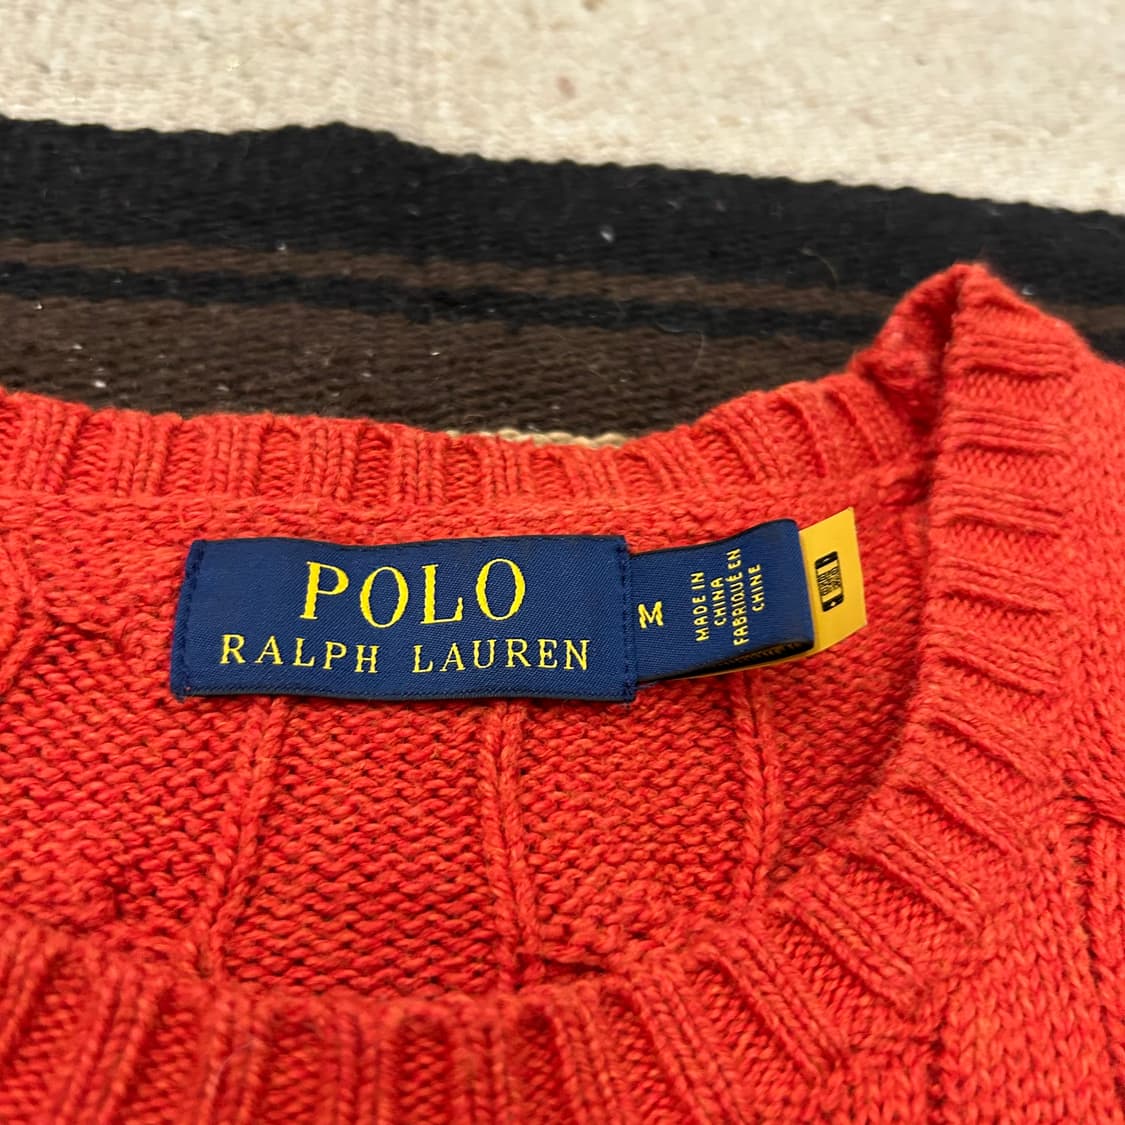 POLO
RALPH LAUREN
M
MADE IN
CHINA
FABRIQUÉ EN
CHINE